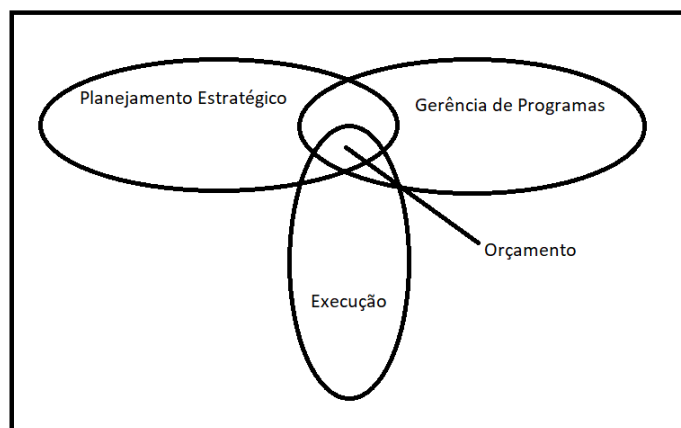 Planejamento Estratégico
Gerência de Programas
Orçamento
Execução